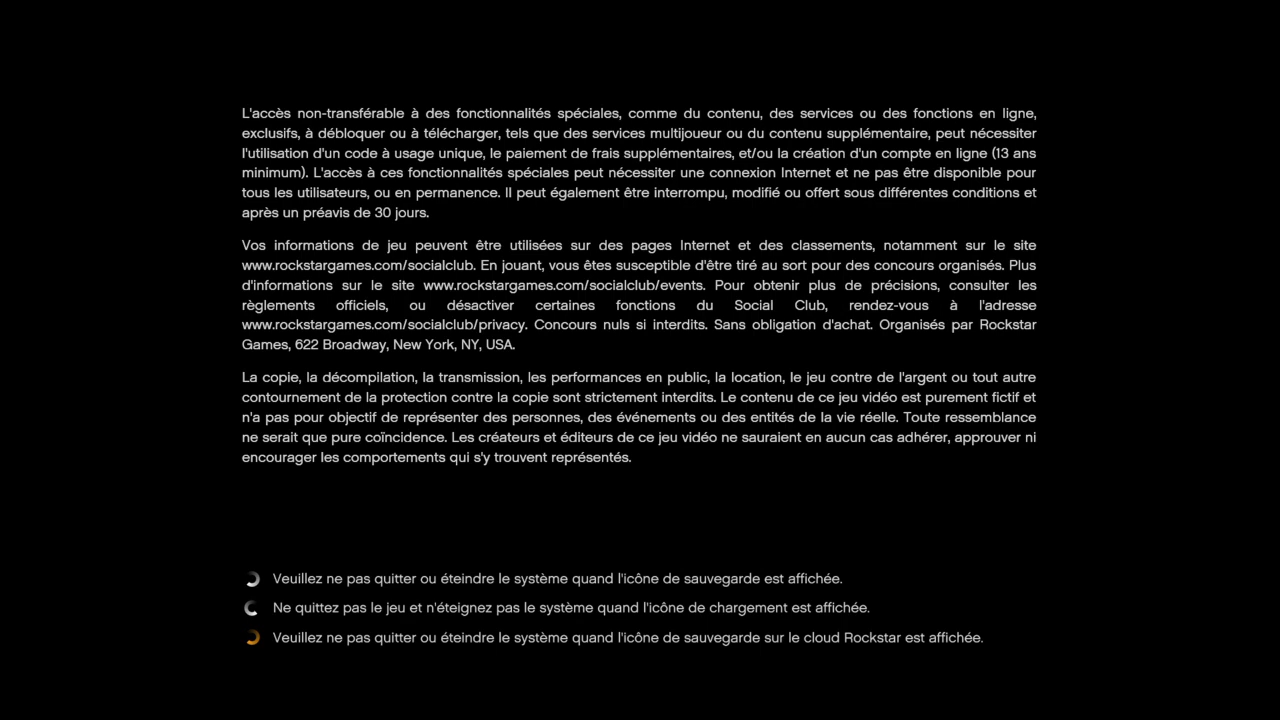 L'accès non-transférable à des fonctionnalités spéciales, comme du contenu, des services ou des fonctions en ligne,
exclusifs, à débloquer ou à télécharger, tels que des services multijoueur ou du contenu supplémentaire, peut nécessiter
l'utilisation d'un code à usage unique, le paiement de frais supplémentaires, et/ou la création d'un compte en ligne (13 ans
minimum). L'accès à ces fonctionnalités spéciales peut nécessiter une connexion Internet et ne pas être disponible pour
tous les utilisateurs, ou en permanence. Il peut également être interrompu, modifié ou offert sous différentes conditions et
après un préavis de 30 jours.
Vos informations de jeu peuvent être utilisées sur des pages Internet et des classements, notamment sur le site
www.rockstargames.com/socialclub. En jouant, vous êtes susceptible d'être tiré au sort pour des concours organisés. Plus
d'informations sur le site www.rockstargames.com/socialclub/events. Pour obtenir plus de précisions, consulter les
règlements officiels, ou désactiver certaines fonctions du Social Club, rendez-vous à l'adresse
www.rockstargames.com/socialclub/privacy. Concours nuls si interdits. Sans obligation d'achat. Organisés par Rockstar
Games, 622 Broadway, New York, NY, USA.
La copie, la décompilation, la transmission, les performances en public, la location, le jeu contre de l'argent ou tout autre
contournement de la protection contre la copie sont strictement interdits. Le contenu de ce jeu vidéo est purement fictif et
n'a pas pour objectif de représenter des personnes, des événements ou des entités de la vie réelle. Toute ressemblance
ne serait que pure coïncidence. Les créateurs et éditeurs de ce jeu vidéo ne sauraient en aucun cas adhérer, approuver ni
encourager les comportements qui s'y trouvent représentés.
Veuillez ne pas quitter ou éteindre le système quand l'icône de sauvegarde est affichée.
Ne quittez pas le jeu et n'éteignez pas le système quand l'icône de chargement est affichée.
Veuillez ne pas quitter ou éteindre le système quand l'icône de sauvegarde sur le cloud Rockstar est affichée.